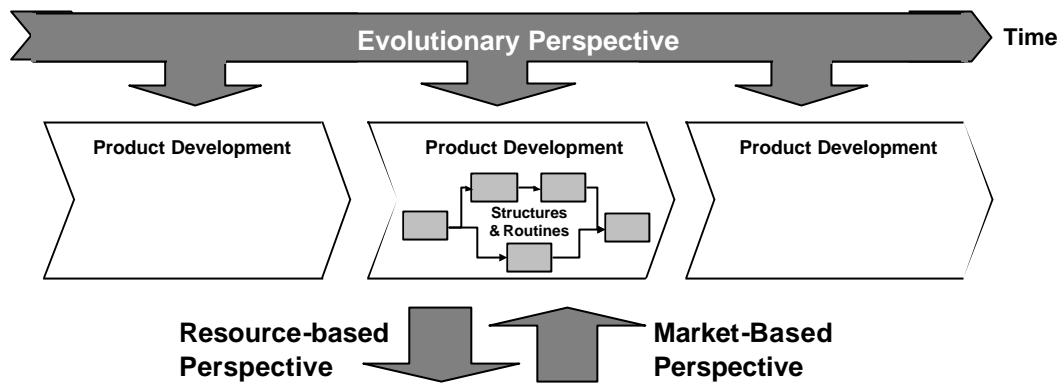 Evolutionary Perspective
Time
Product Development
Product Development
Product Development
Structures
& Routines
Resource-based
Perspective
Market-Based
Perspective